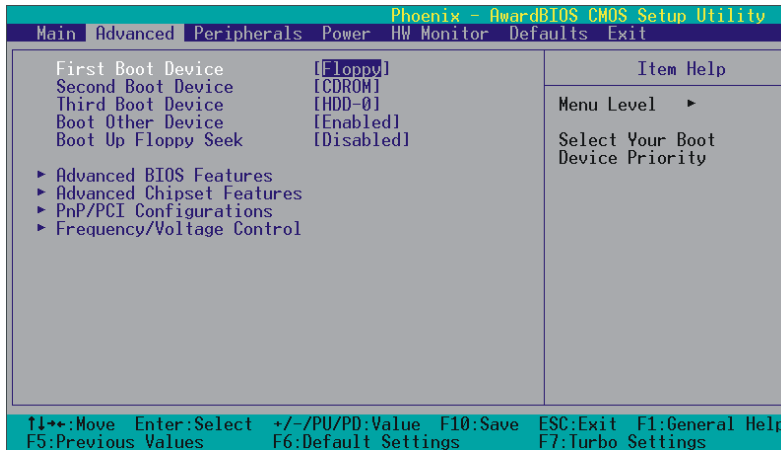 Phoenix - AwardBIOS CMOS Setup Utility
Main Advanced Peripherals Power HW Monitor Defaults Exit
First Boot Device [Floppy]
Second Boot Device [CDROM]
Third Boot Device [HDD-0]
Boot Other Device [Enabled]
Boot Up Floppy Seek [Disabled]
► Advanced BIOS Features
► Advanced Chipset Features
► PnP/PCI Configurations
► Frequency/Voltage Control
Item Help
Menu Level ►
Select Your Boot
Device Priority
↑↓→←:Move Enter:Select +/-/PU/PD:Value F10:Save ESC:Exit F1:General Help
F5:Previous Values F6:Default Settings F7:Turbo Settings